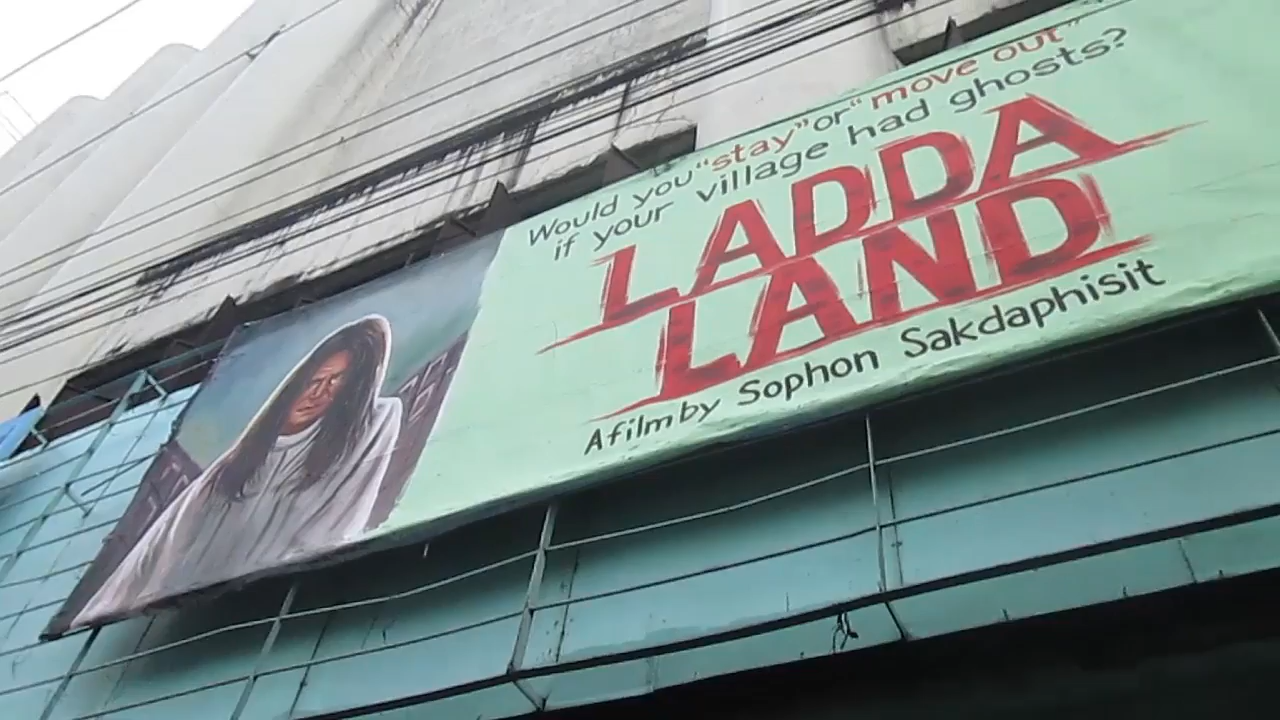 Would you “stay” or “move out”
if your village had ghosts?
LADDA
LAND
A film by Sophon Sakdaphisit